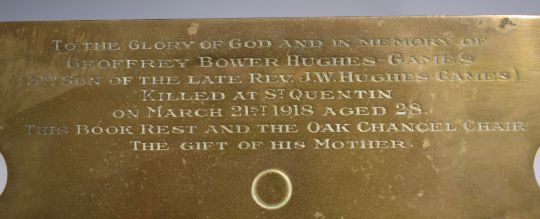 TO THE GLORY OF GOD AND IN MEMORY OF
GEOFFREY BOWER HUGHES-GAMES
SON OF THE LATE REV. J.W. HUGHES-GAMES)
KILLED AT ST QUENTIN
ON MARCH 21ST 1918 AGED 28.
THIS BOOK REST AND THE OAK CHANCEL CHAIR
THE GIFT OF HIS MOTHER.